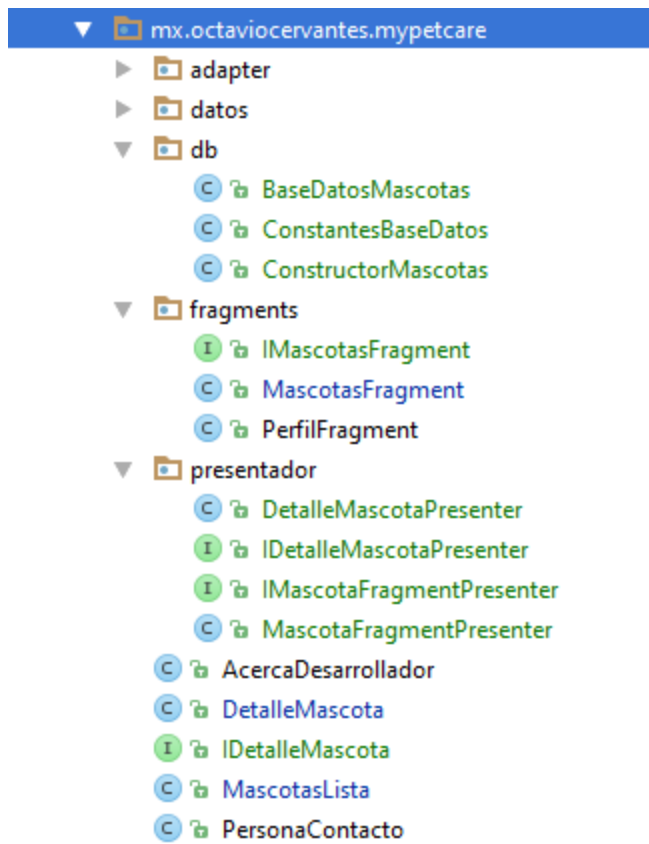 mx.octaviocervantes.mypetcare
adapter
datos
db
C BaseDatosMascotas
C ConstantesBaseDatos
C ConstructorMascotas
fragments
I IMascotasFragment
C MascotasFragment
C PerfilFragment
presentador
C DetalleMascotaPresenter
I IDetalleMascotaPresenter
I IMascotaFragmentPresenter
C MascotaFragmentPresenter
C AcercaDesarrollador
C DetalleMascota
I IDetalleMascota
C MascotasLista
C PersonaContacto